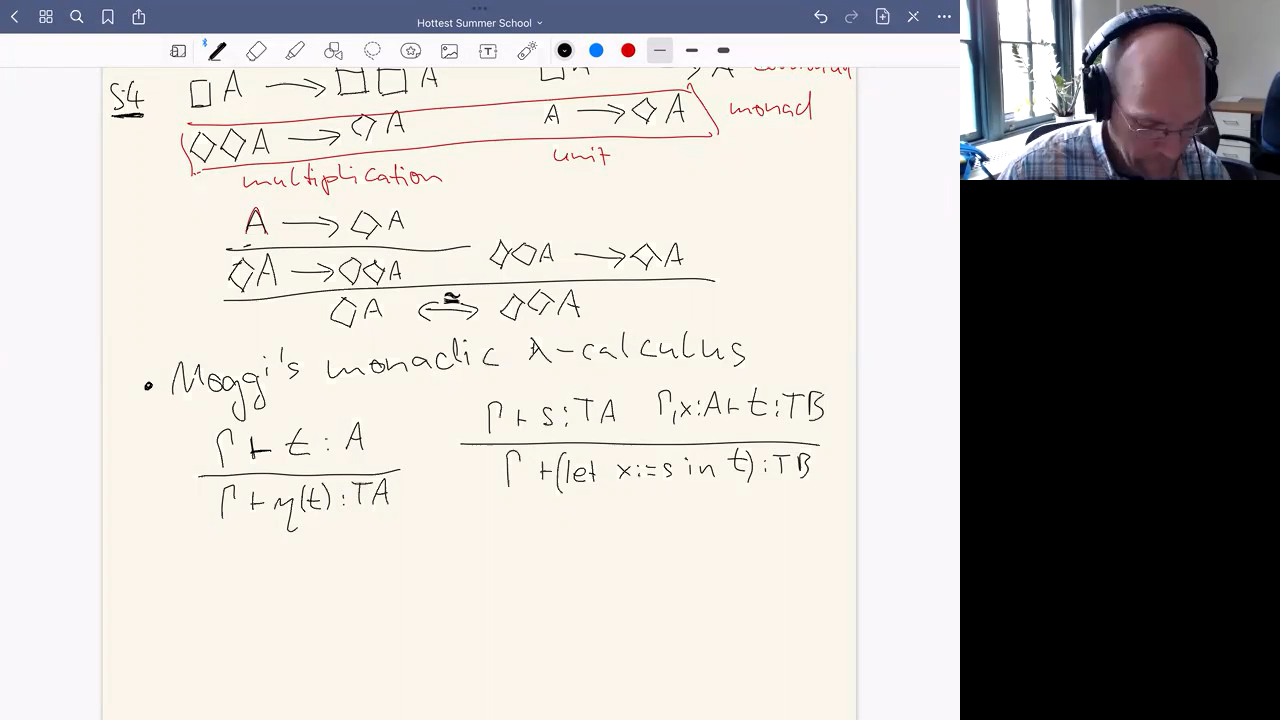 Hottest Summer School
S4 □A → □□A
◇◇A → ◇A A → ◇A monad
multiplication unit
A → ◇A
◇A → ◇◇A ◇◇A → ◇A
◇A ≅ ◇◇A
• Moggi's monadic λ-calculus
Γ ⊢ t : A Γ ⊢ s : TA Γ, x : A ⊢ t : TB
Γ ⊢ η(t) : TA Γ ⊢ (let x := s in t) : TB